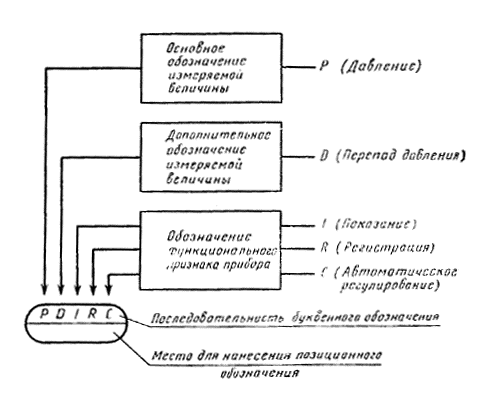 Основное
обозначение
измеряемой
величины
P (Давление)
Дополнительное
обозначение
измеряемой
величины
D (Перепад давления)
Обозначение
функционального
признака прибора
I (Показание)
R (Регистрация)
C (Автоматическое
регулирование)
P D I R C
Последовательность буквенного обозначения
Место для нанесения позиционного
обозначения